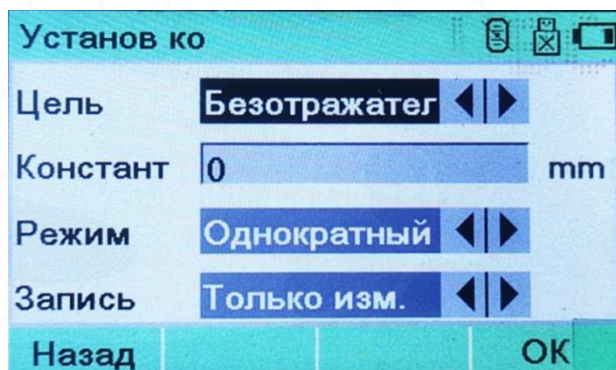 Установ ко
Цель Безотражател
Констант 0 mm
Режим Однократный
Запись Только изм.
Назад OK